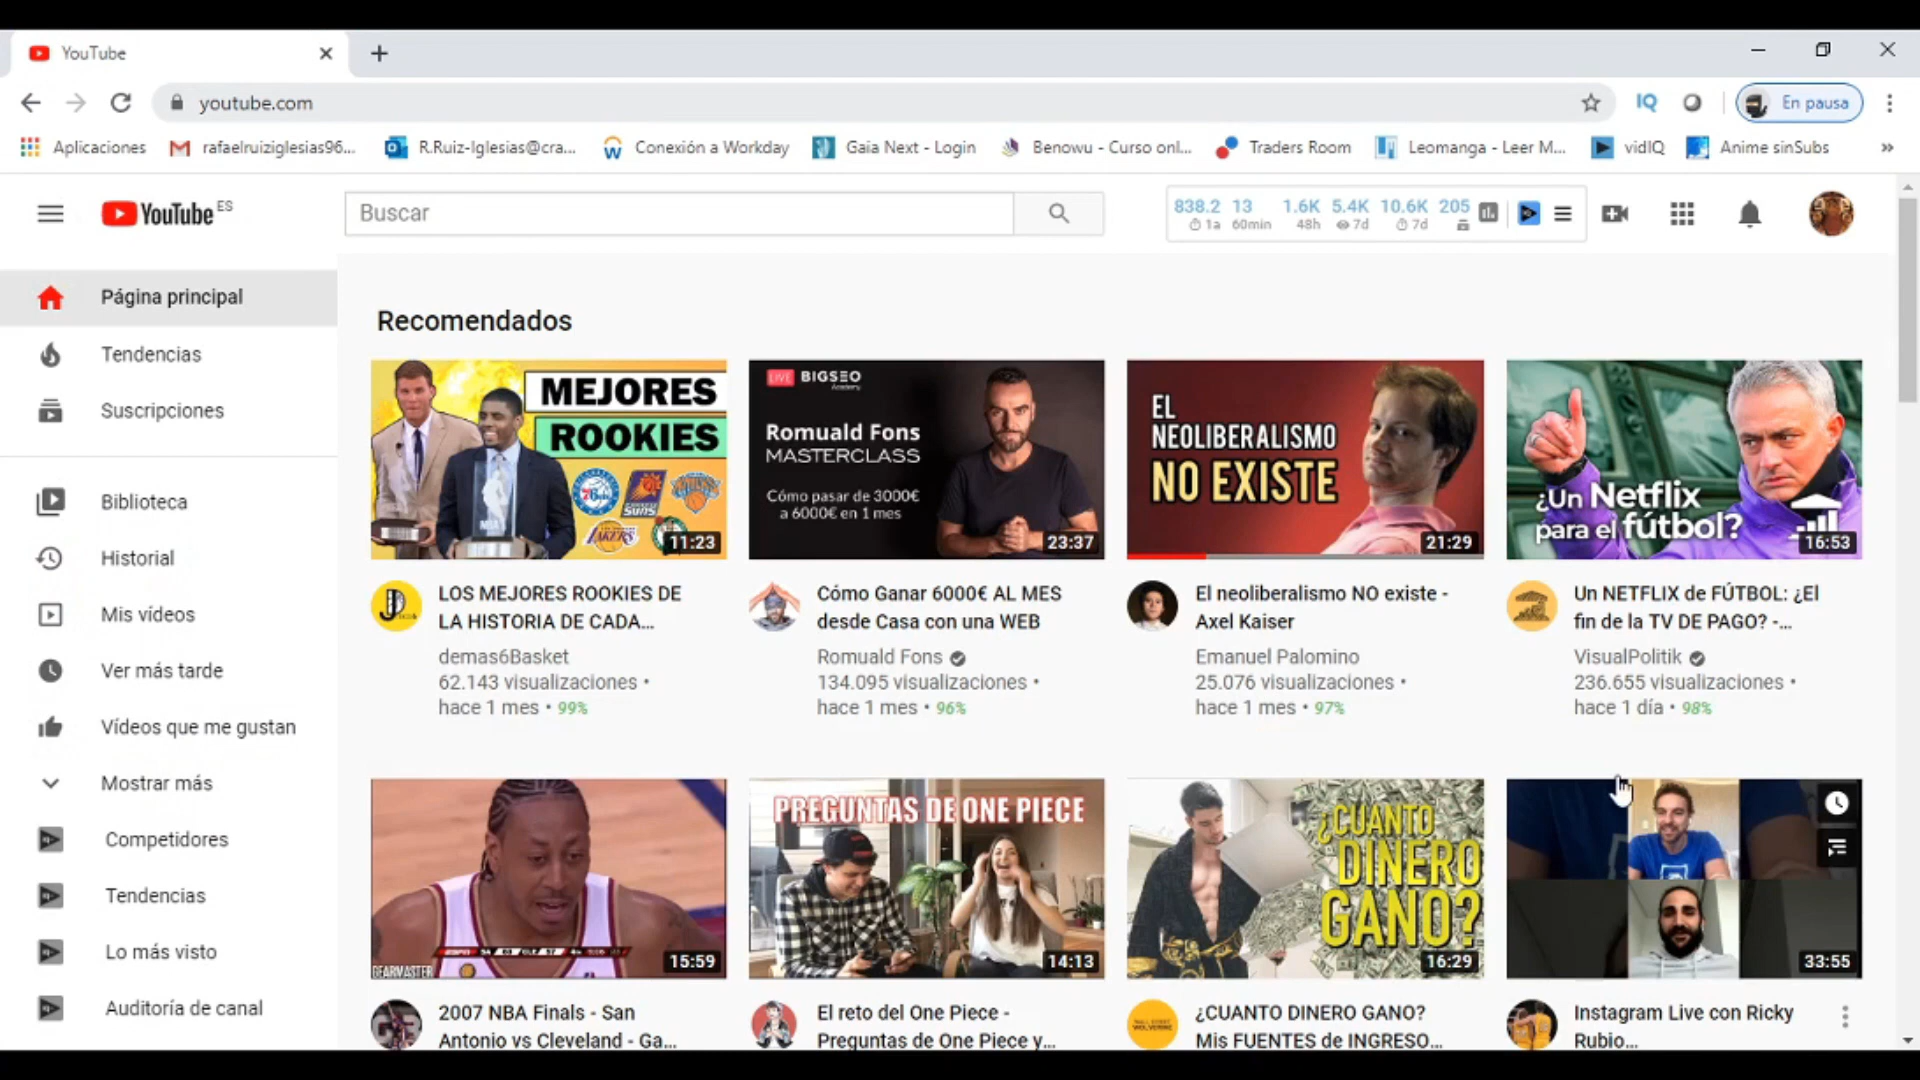 YouTube
youtube.com
IQ
En pausa
Aplicaciones
rafaelruiziglesias96...
R.Ruiz-Iglesias@cra...
Conexión a Workday
Gaia Next - Login
Benowu - Curso onl...
Traders Room
Leomanga - Leer M...
vidIQ
Anime sinSubs
»
YouTube ES
Buscar
838.2 13 1.6K 5.4K 10.6K 205
1a 60min 48h 7d 7d
Página principal
Tendencias
Suscripciones
Biblioteca
Historial
Mis vídeos
Ver más tarde
Vídeos que me gustan
Mostrar más
Competidores
Tendencias
Lo más visto
Auditoría de canal
Recomendados
MEJORES
ROOKIES
76ers
SUNS
LAKERS
NBA
11:23
LOS MEJORES ROOKIES DE
LA HISTORIA DE CADA...
demas6Basket
62.143 visualizaciones •
hace 1 mes • 99%
LIVE BIGSEO
Academy
Romuald Fons
MASTERCLASS
Cómo pasar de 3000€
a 6000€ en 1 mes
23:37
Cómo Ganar 6000€ AL MES
desde Casa con una WEB
Romuald Fons
134.095 visualizaciones •
hace 1 mes • 96%
EL
NEOLIBERALISMO
NO EXISTE
21:29
El neoliberalismo NO existe -
Axel Kaiser
Emanuel Palomino
25.076 visualizaciones •
hace 1 mes • 97%
¿Un Netflix
para el fútbol?
16:53
Un NETFLIX de FÚTBOL: ¿El
fin de la TV DE PAGO? -...
VisualPolitik
236.655 visualizaciones •
hace 1 día • 98%
GEARMASTER
15:59
2007 NBA Finals - San
Antonio vs Cleveland - Ga...
PREGUNTAS DE ONE PIECE
14:13
El reto del One Piece -
Preguntas de One Piece y...
¿CUANTO
DINERO
GANO?
16:29
¿CUANTO DINERO GANO?
Mis FUENTES de INGRESO...
33:55
Instagram Live con Ricky
Rubio...